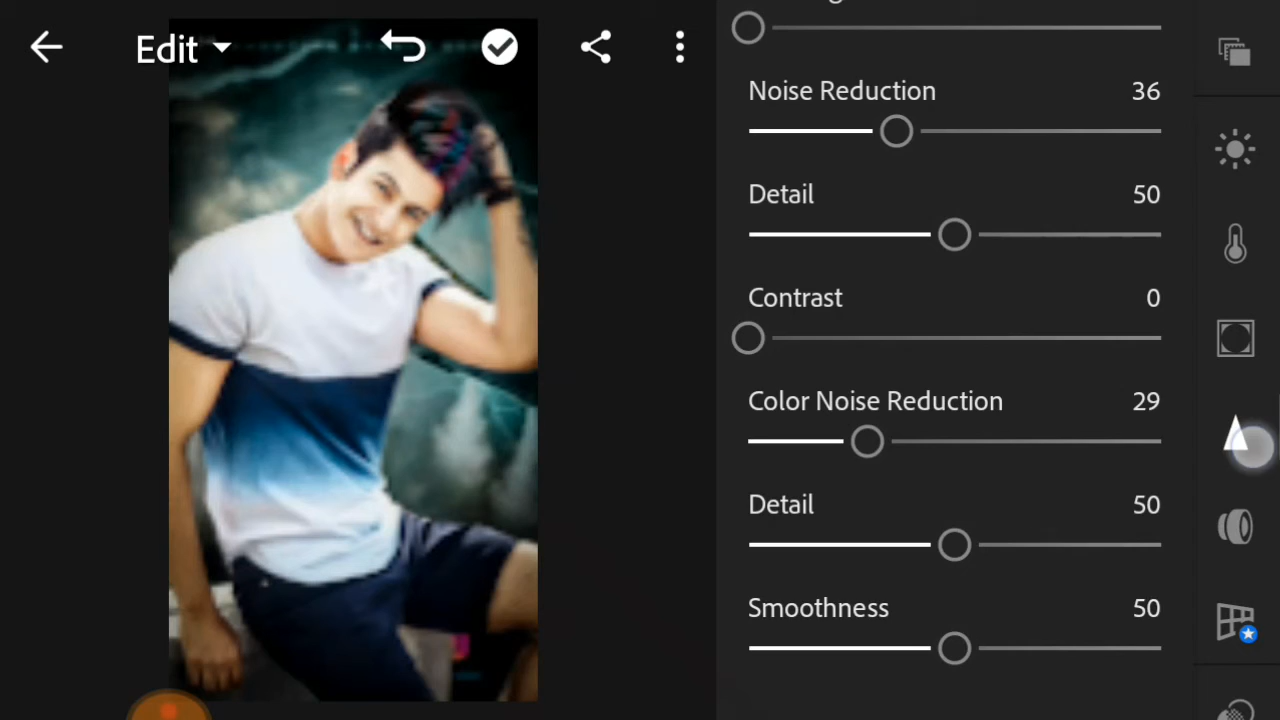 Edit
Noise Reduction 36
Detail 50
Contrast 0
Color Noise Reduction 29
Detail 50
Smoothness 50